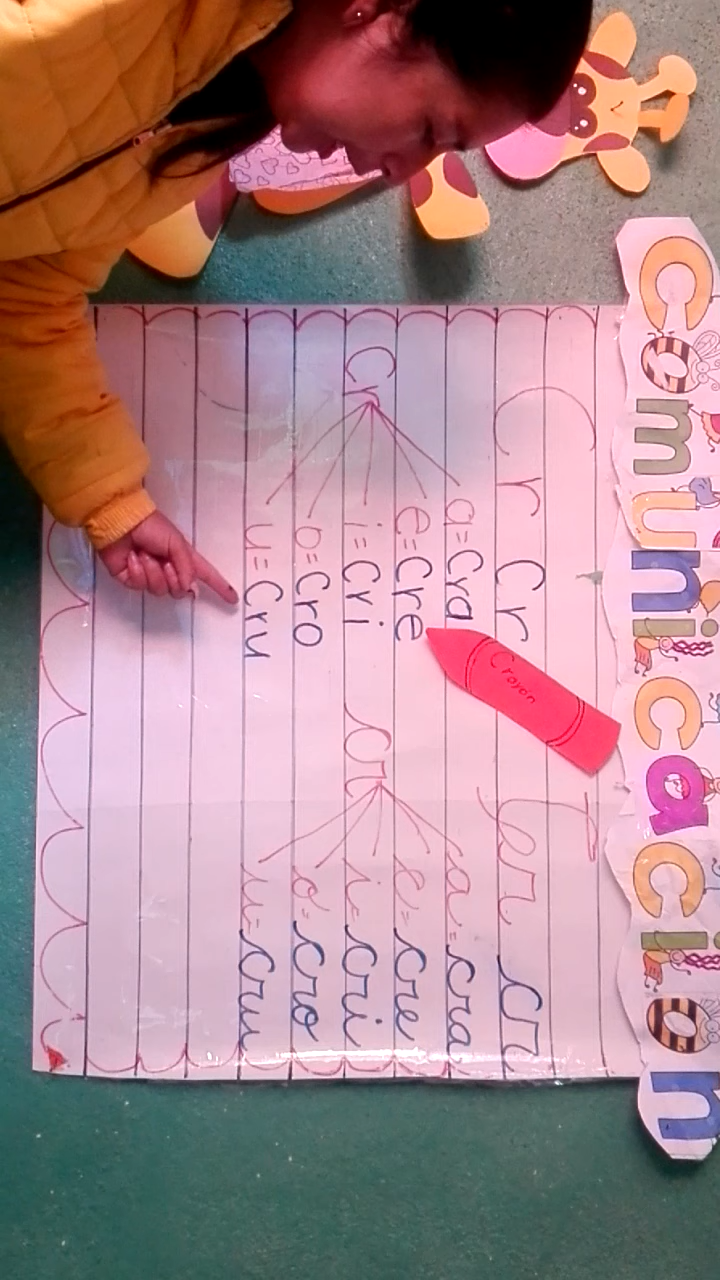 Comunicación
Cr Cr Cr cr
Crayon
Cr cr
a=Cra a=cra
e=Cre e=cre
i=Cri i=cri
o=Cro o=cro
u=Cru u=cru